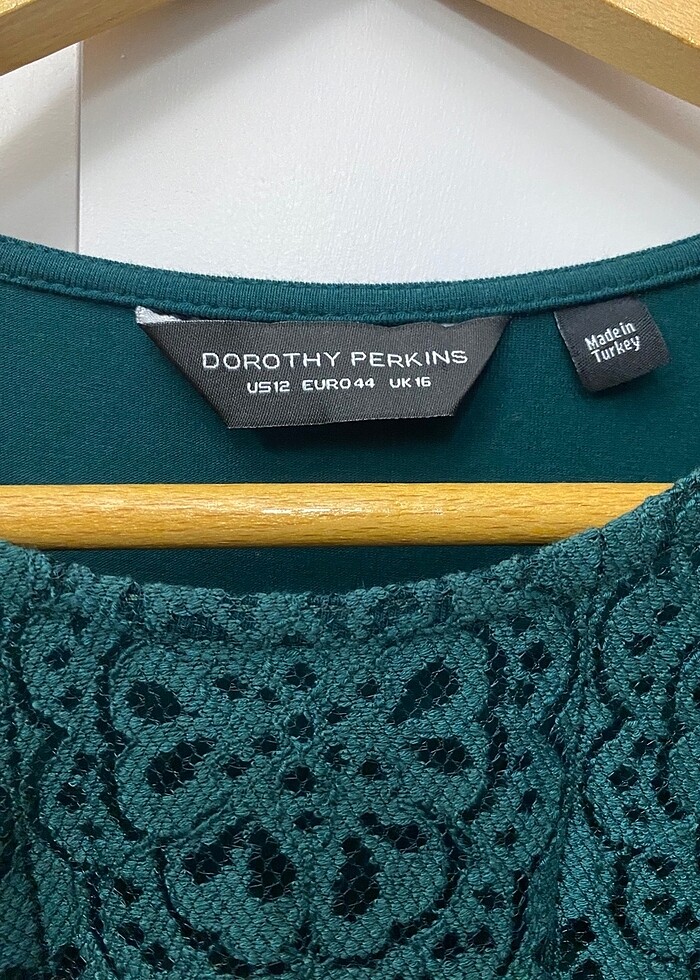 DOROTHY PERKINS
US12 EURO44 UK16
Made in
Turkey